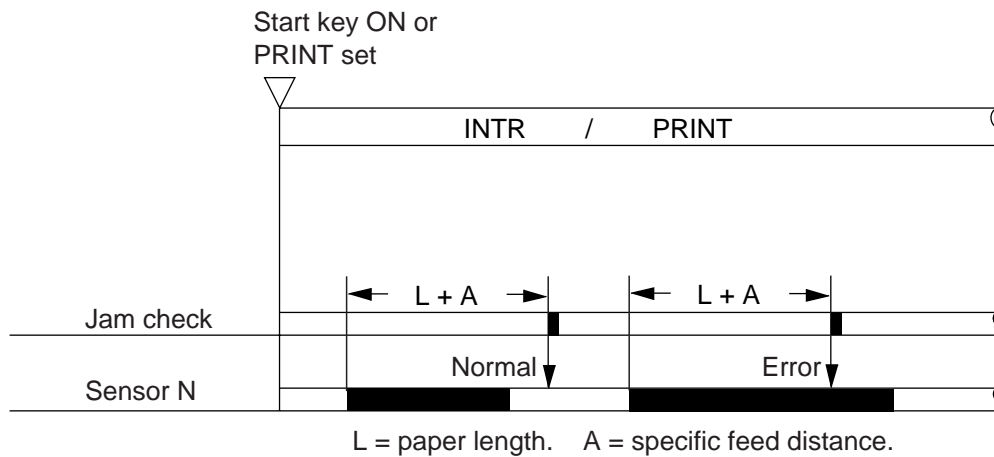 Start key ON or
PRINT set
INTR / PRINT
L + A L + A
Jam check
Normal Error
Sensor N
L = paper length. A = specific feed distance.